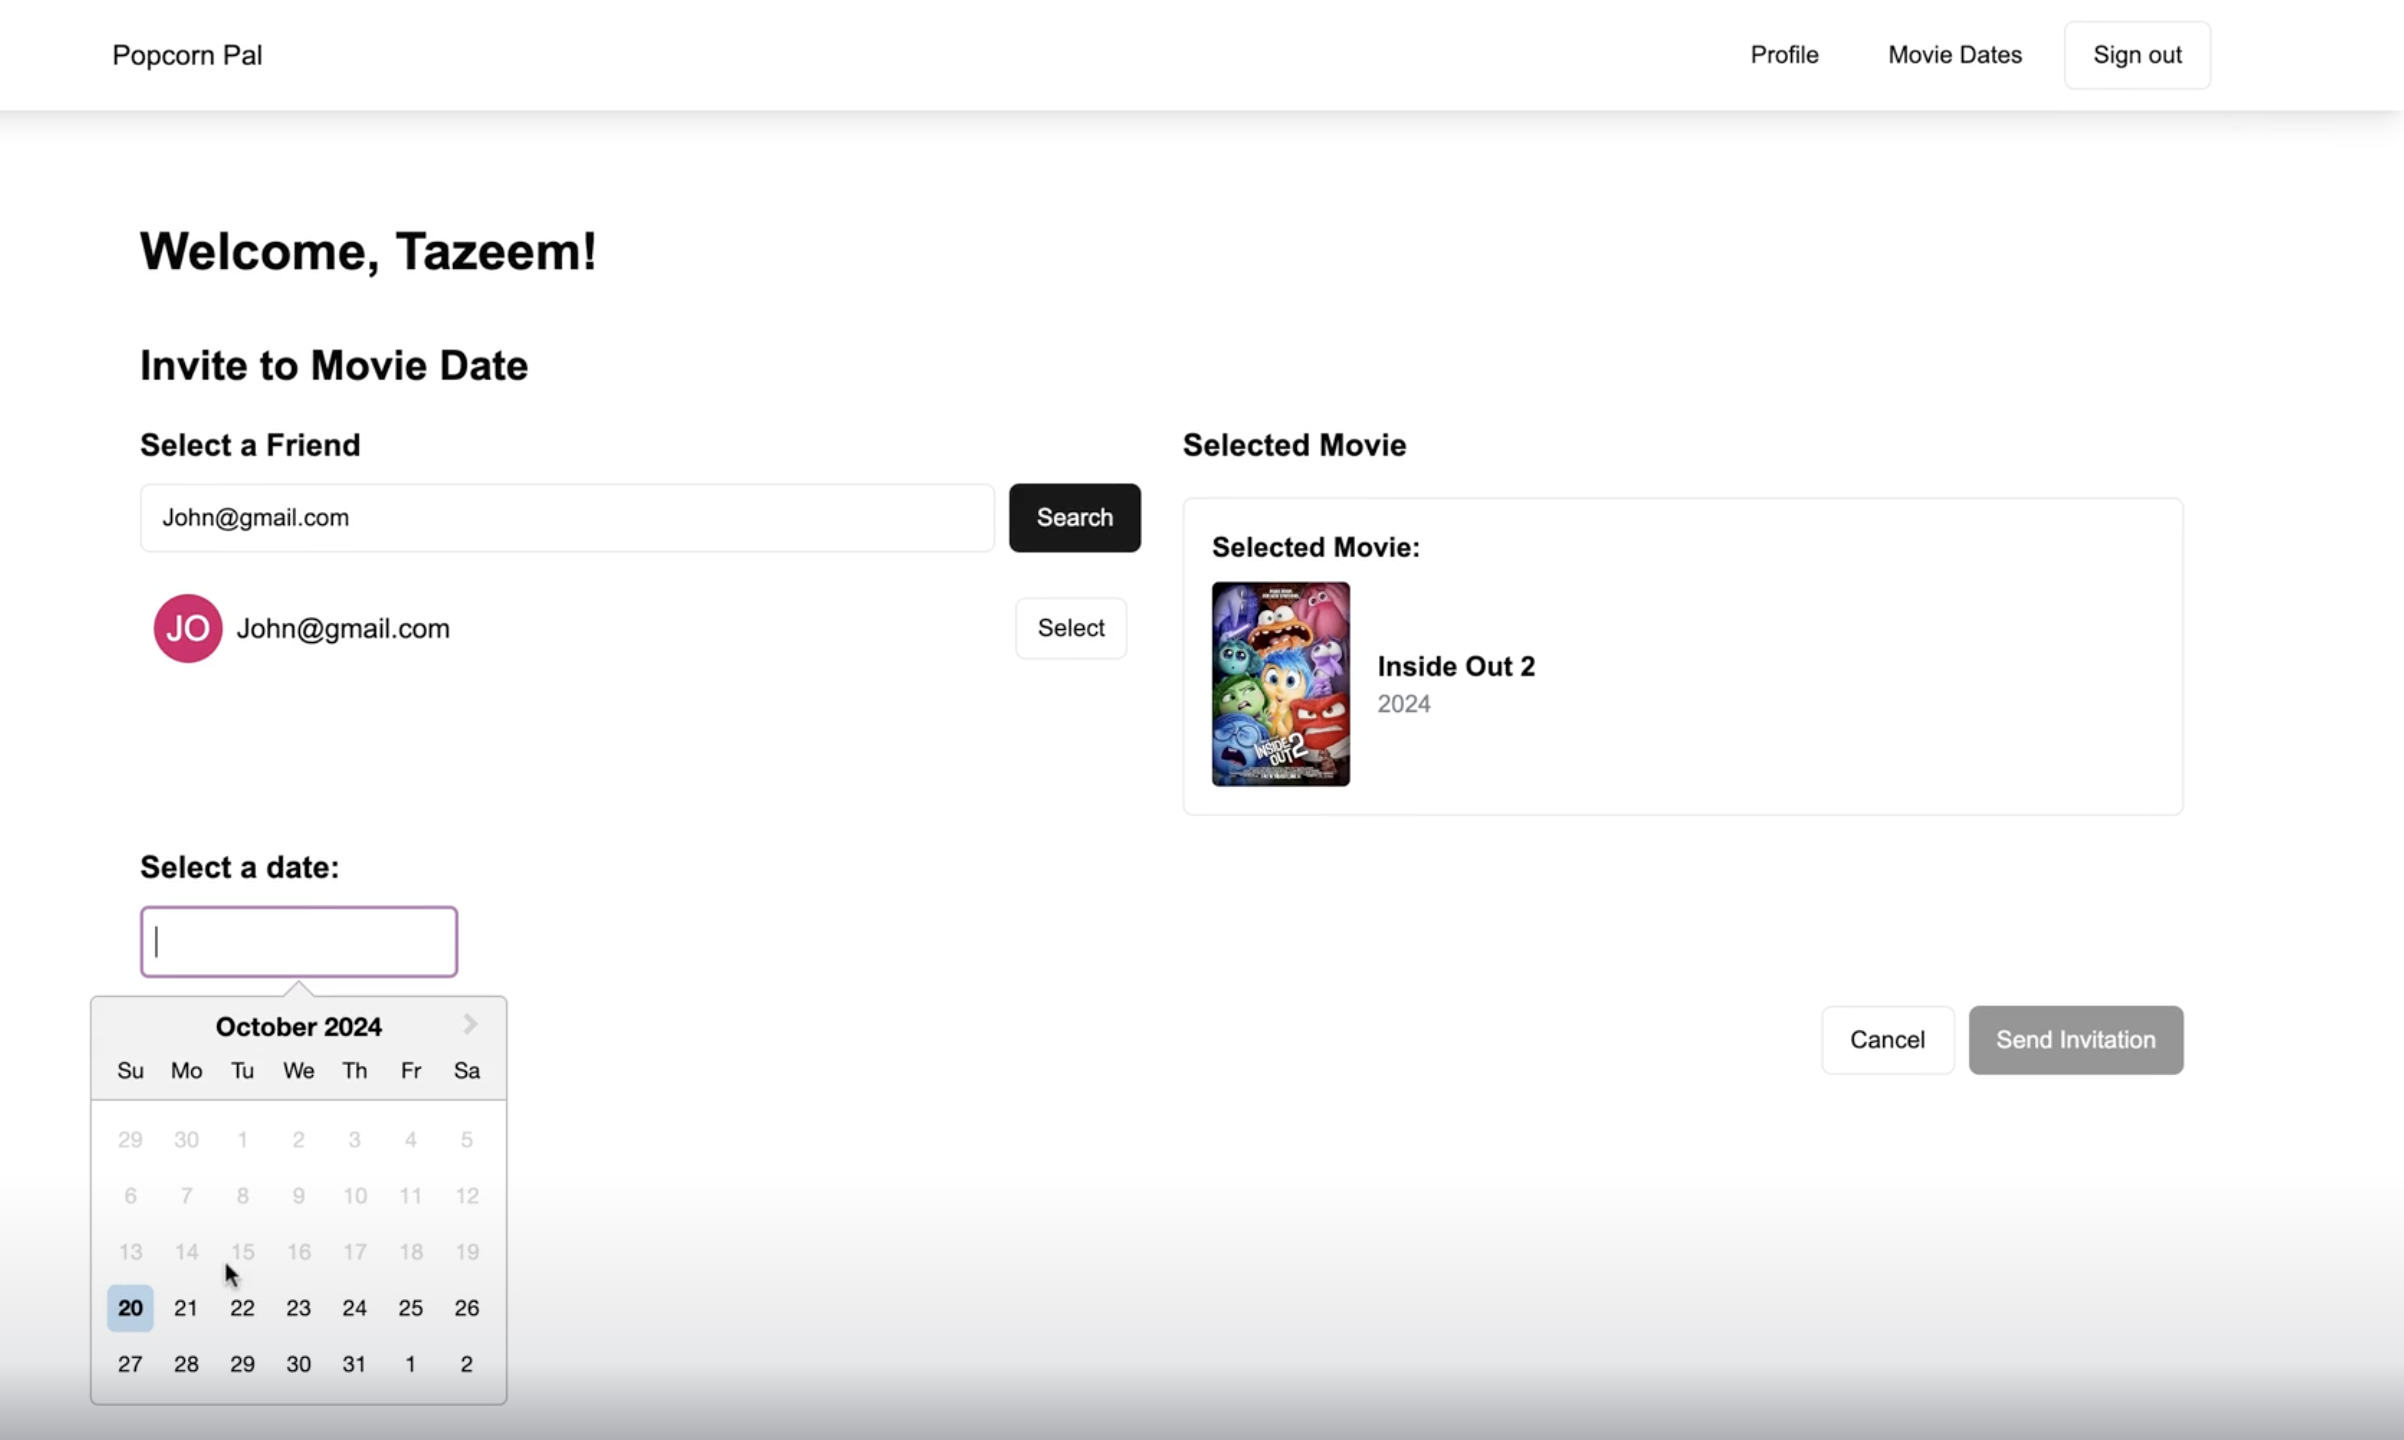 Popcorn Pal
Profile
Movie Dates
Sign out
Welcome, Tazeem!
Invite to Movie Date
Select a Friend
John@gmail.com
Search
JO John@gmail.com
Select
Selected Movie
Selected Movie:
INSIDE
OUT 2
Inside Out 2
2024
Select a date:
October 2024
Su Mo Tu We Th Fr Sa
29 30 1 2 3 4 5
6 7 8 9 10 11 12
13 14 15 16 17 18 19
20 21 22 23 24 25 26
27 28 29 30 31 1 2
Cancel
Send Invitation